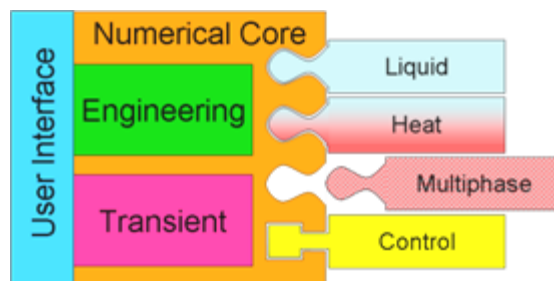 User Interface
Numerical Core
Engineering
Transient
Liquid
Heat
Multiphase
Control